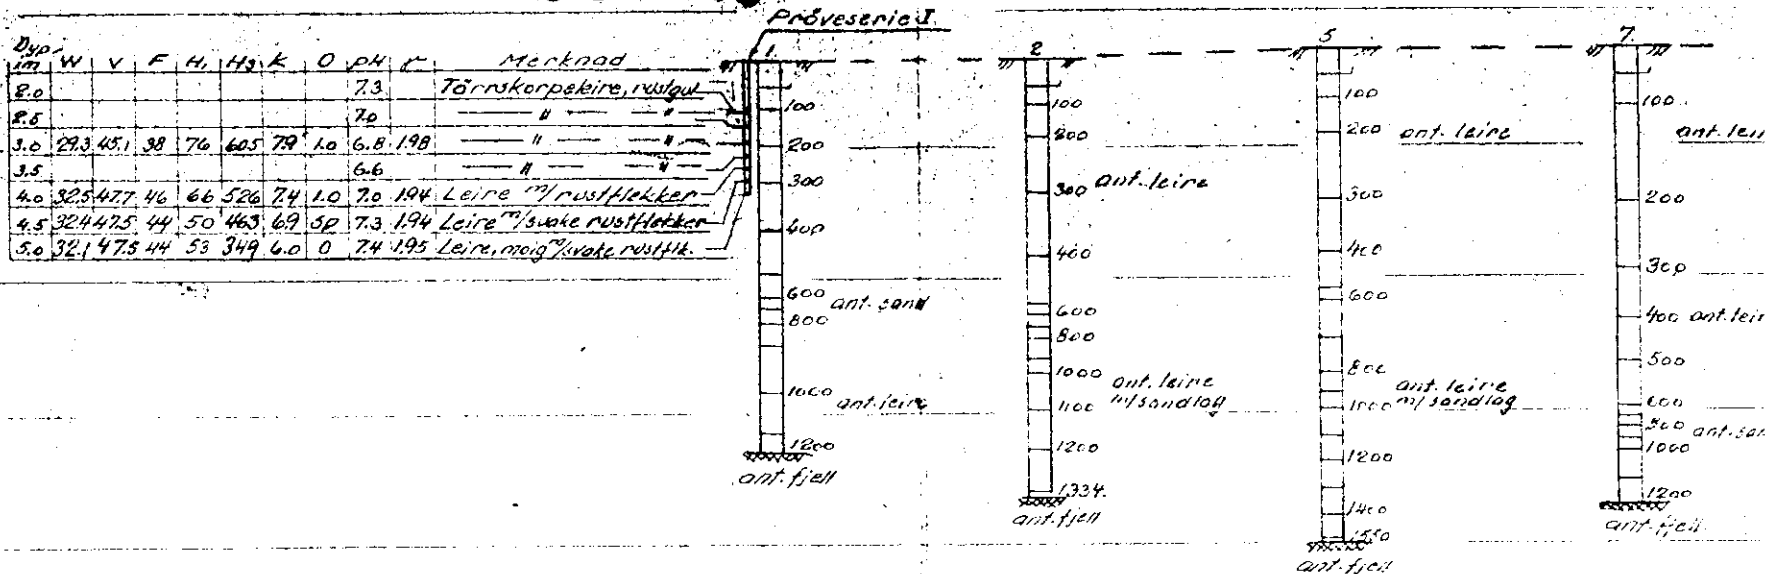 Pröveserie I
Dyp im W V F H₁ H₃ k O pH γ Merknad
2.0 7.3 Törrskorpeleire, rustgul
2.5 7.0 — " — "
3.0 29.3 45.1 38 76 605 7.9 1.0 6.8 1.98 — " — "
3.5 6.6 — " — "
4.0 32.5 47.7 46 66 526 7.4 1.0 7.0 1.94 Leire m/rustflekker
4.5 32.4 47.5 44 50 463 6.9 sp 7.3 1.94 Leire m/svake rustflekker
5.0 32.1 47.5 44 53 349 6.0 0 7.4 1.95 Leire, moig m/svake rustflk.
1
100
200
300
400
600
ant. sand
800
1000
ant. leire
1200
ant. fjell
2
100
200
300
ant. leire
400
600
800
1000
ant. leire
1100
m/sandlag
1200
1334.
ant. fjell
5
100
200
ant. leire
300
400
600
800
ant. leire
1000
m/sandlag
1200
1400
1550
ant. fjell
7.
100
ant. leir
200
300
400
ant. leir
500
600
800
ant. san
1000
1200
ant. fjell